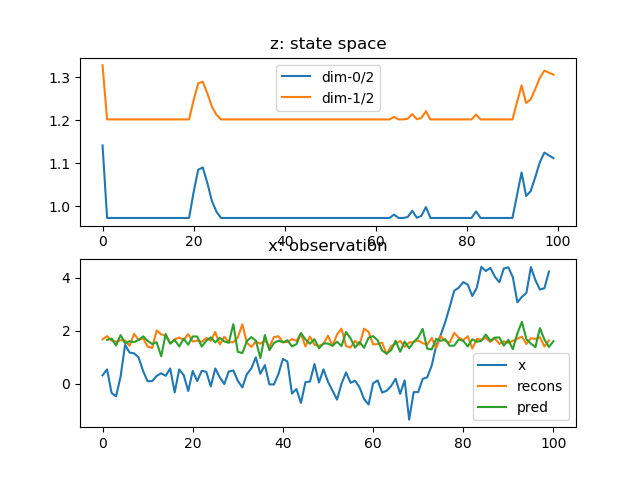 z: state space
1.3
1.2
1.1
1.0
dim-0/2
dim-1/2
0 20 40 60 80 100
x: observation
4
2
0
x
recons
pred
0 20 40 60 80 100